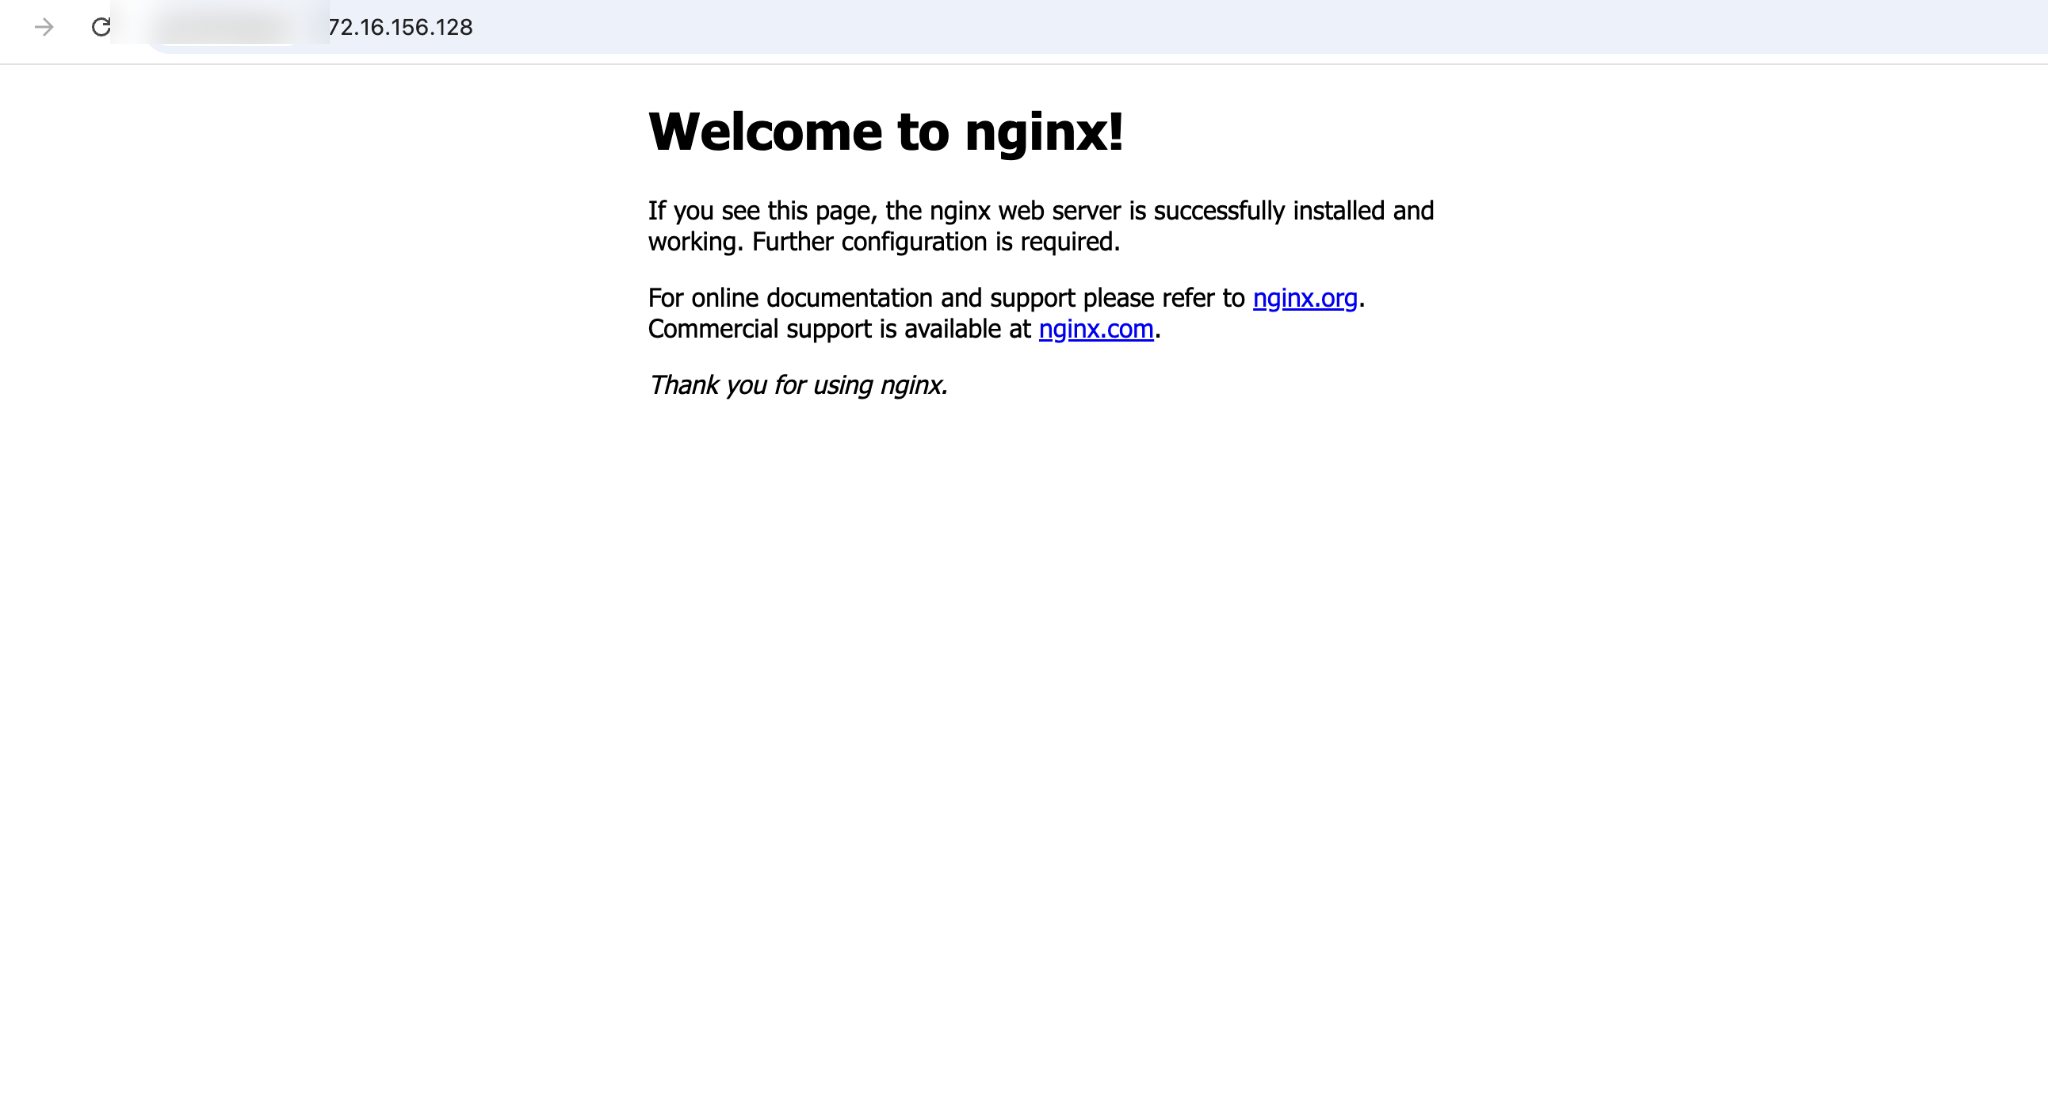 72.16.156.128
Welcome to nginx!
If you see this page, the nginx web server is successfully installed and
working. Further configuration is required.
For online documentation and support please refer to nginx.org.
Commercial support is available at nginx.com.
Thank you for using nginx.